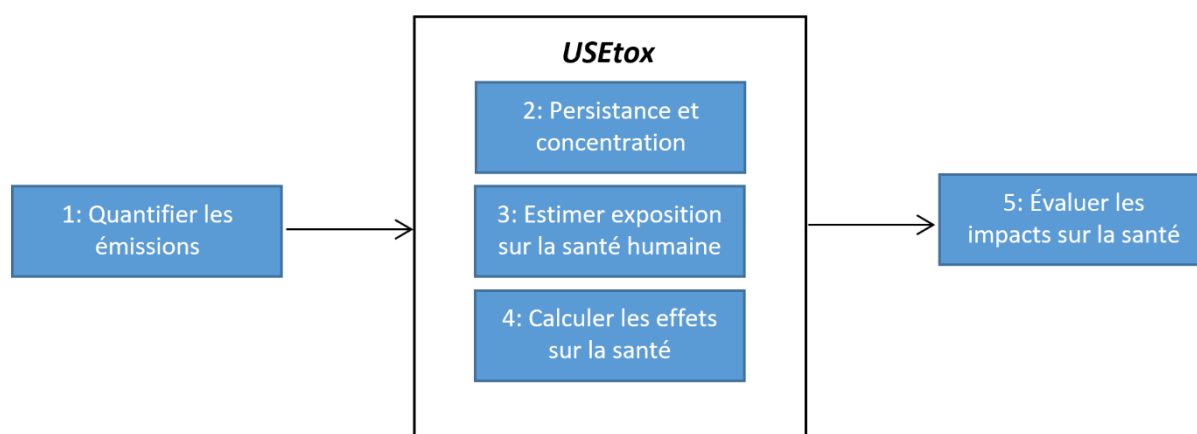 USEtox
2: Persistance et
concentration
1: Quantifier les
émissions
3: Estimer exposition
sur la santé humaine
5: Évaluer les
impacts sur la santé
4: Calculer les effets
sur la santé